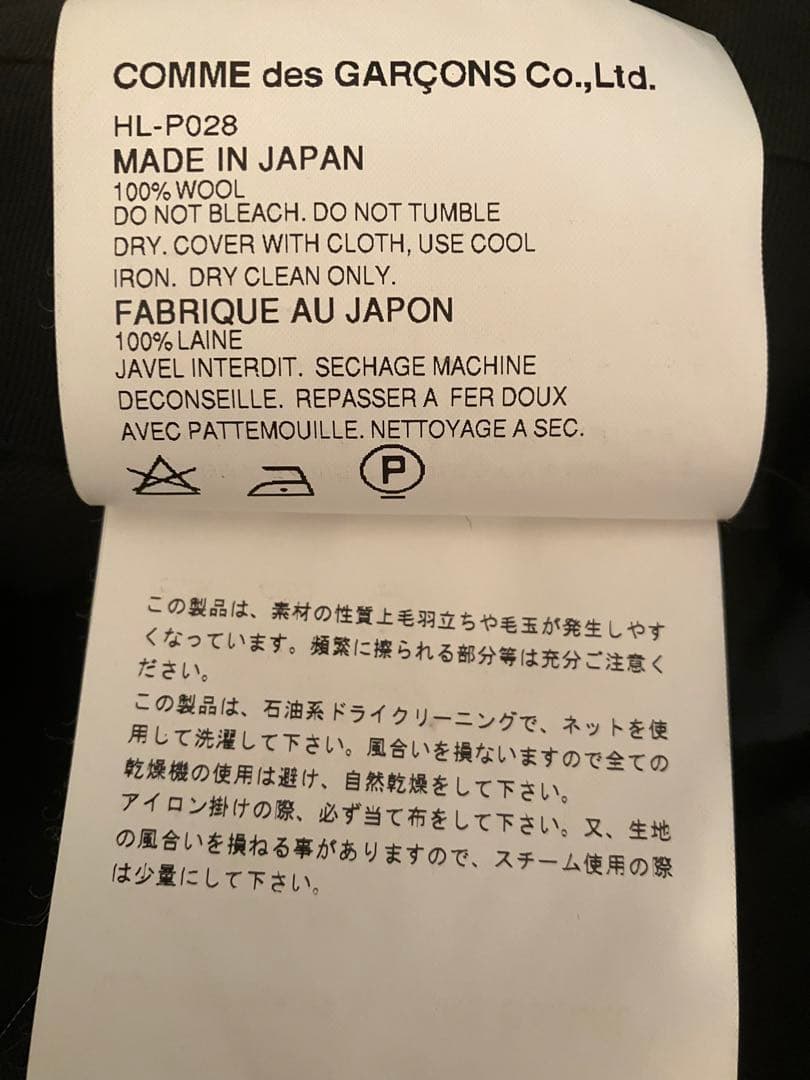 COMME des GARÇONS Co.,Ltd.
HL-P028
MADE IN JAPAN
100% WOOL
DO NOT BLEACH. DO NOT TUMBLE
DRY. COVER WITH CLOTH, USE COOL
IRON. DRY CLEAN ONLY.
FABRIQUE AU JAPON
100% LAINE
JAVEL INTERDIT. SECHAGE MACHINE
DECONSEILLE. REPASSER A FER DOUX
AVEC PATTEMOUILLE. NETTOYAGE A SEC.
P
この製品は、素材の性質上毛羽立ちや毛玉が発生しやす
くなっています。頻繁に擦られる部分等は充分ご注意く
ださい。
この製品は、石油系ドライクリーニングで、ネットを使
用して洗濯して下さい。風合いを損ないますので全ての
乾燥機の使用は避け、自然乾燥をして下さい。
アイロン掛けの際、必ず当て布をして下さい。又、生地
の風合いを損ねる事がありますので、スチーム使用の際
は少量にして下さい。